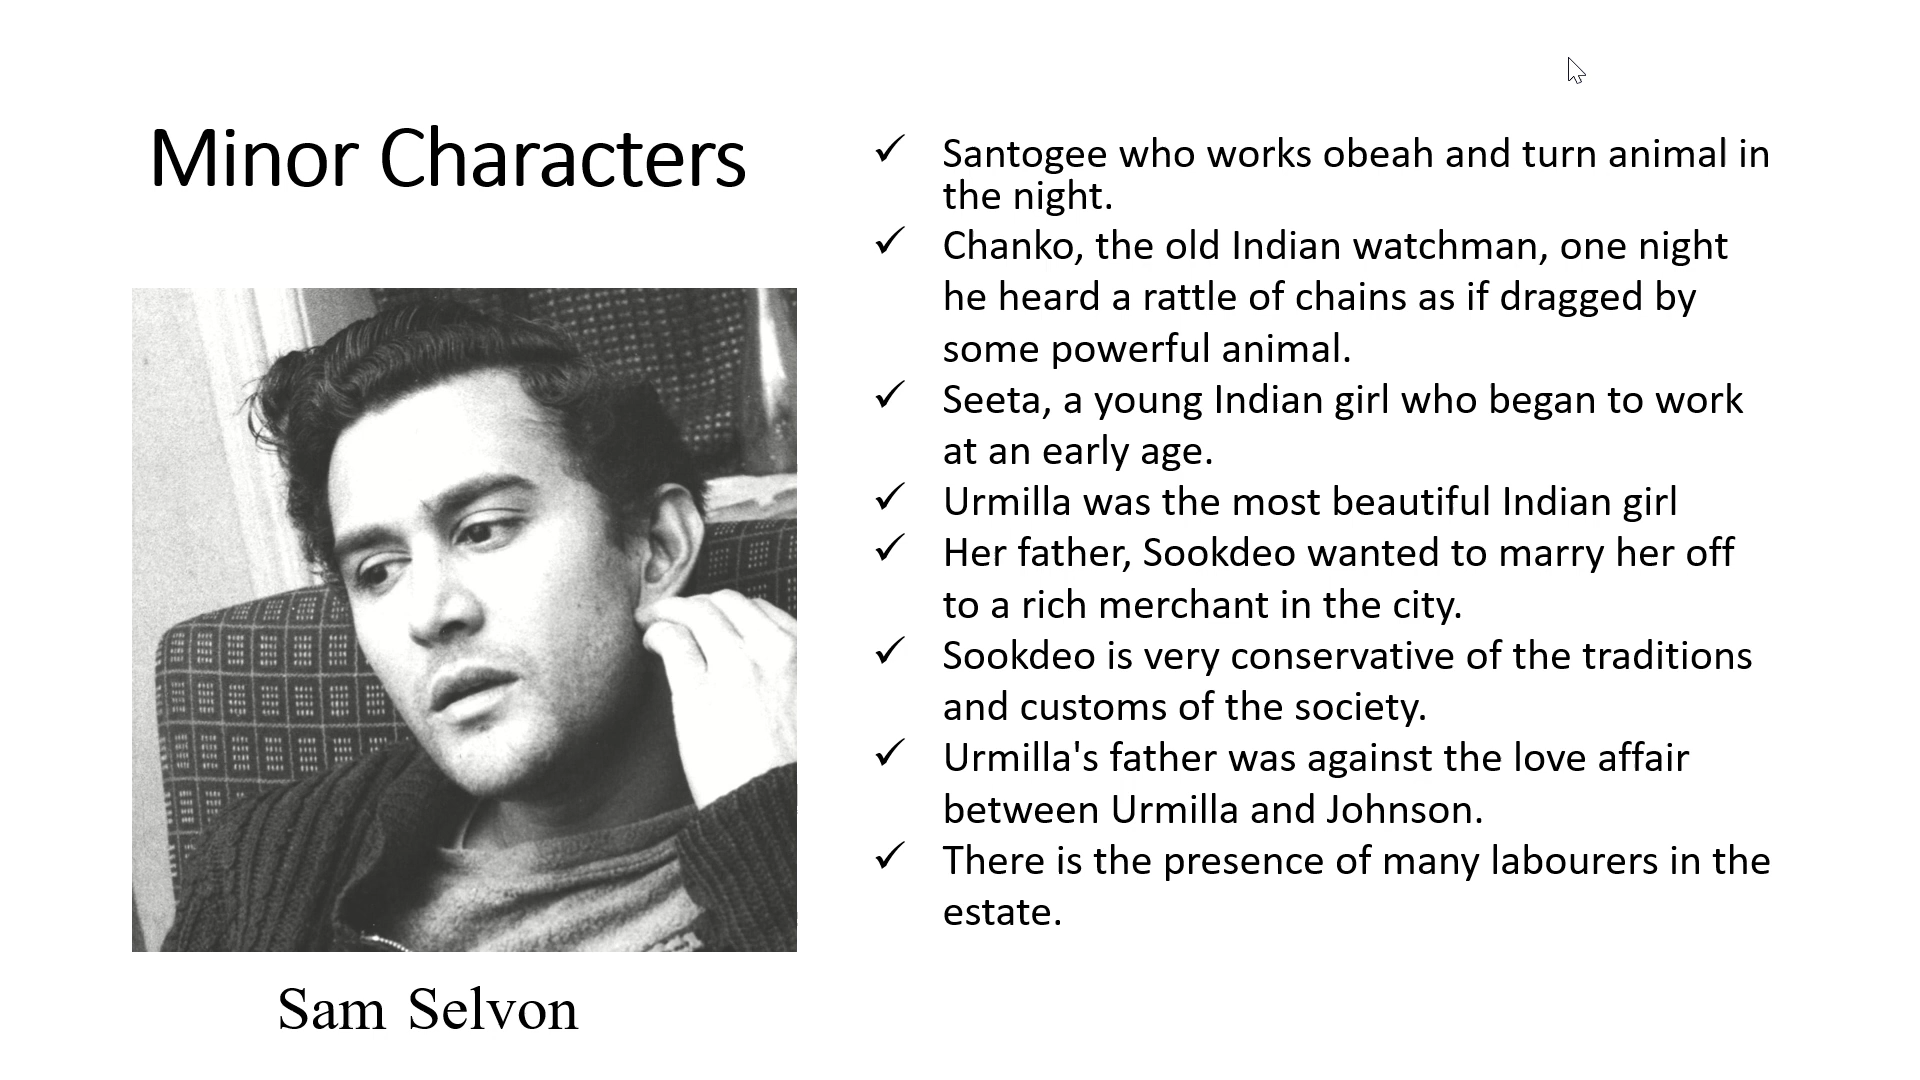 Minor Characters
✓ Santogee who works obeah and turn animal in
the night.
✓ Chanko, the old Indian watchman, one night
he heard a rattle of chains as if dragged by
some powerful animal.
✓ Seeta, a young Indian girl who began to work
at an early age.
✓ Urmilla was the most beautiful Indian girl
✓ Her father, Sookdeo wanted to marry her off
to a rich merchant in the city.
✓ Sookdeo is very conservative of the traditions
and customs of the society.
✓ Urmilla's father was against the love affair
between Urmilla and Johnson.
✓ There is the presence of many labourers in the
estate.
Sam Selvon